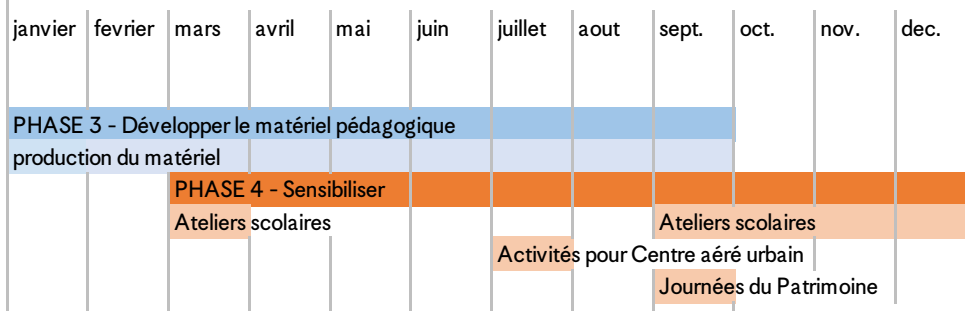 janvier fevrier mars avril mai juin juillet aout sept. oct. nov. dec.
PHASE 3 - Développer le matériel pédagogique
production du matériel
PHASE 4 - Sensibiliser
Ateliers scolaires Ateliers scolaires
Activités pour Centre aéré urbain
Journées du Patrimoine